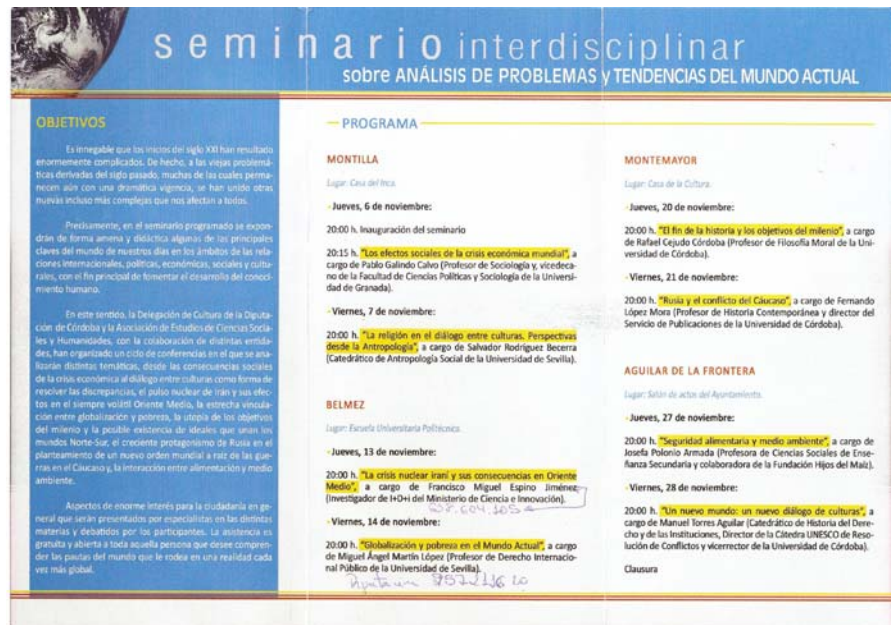 seminario interdisciplinar
sobre ANÁLISIS DE PROBLEMAS y TENDENCIAS DEL MUNDO ACTUAL
OBJETIVOS
Es innegable que los inicios del siglo XXI han resultado
enormemente complicados. De hecho, a las viejas problemá-
ticas derivadas del siglo pasado, muchas de las cuales perma-
necen aún con una dramática vigencia, se han unido otras
nuevas incluso más complejas que nos afectan a todos.
Precisamente, en el seminario programado se expon-
drán de forma amena y didáctica algunas de las principales
claves del mundo de nuestros días en los ámbitos de las rela-
ciones internacionales, políticas, económicas, sociales y cultu-
rales, con el fin principal de fomentar el desarrollo del conoci-
miento humano.
En este sentido, la Delegación de Cultura de la Diputa-
ción de Córdoba y la Asociación de Estudios de Ciencias Socia-
les y Humanidades, con la colaboración de distintas entida-
des, han organizado un ciclo de conferencias en el que se ana-
lizarán distintas temáticas, desde las consecuencias sociales
de la crisis económica al diálogo entre culturas como forma de
resolver las discrepancias, el pulso nuclear de Irán y sus efec-
tos en el siempre volátil Oriente Medio, la estrecha vincula-
ción entre globalización y pobreza, la utopía de los objetivos
del milenio y la posible existencia de ideales que unan los
mundos Norte-Sur, el creciente protagonismo de Rusia en el
planteamiento de un nuevo orden mundial a raíz de las gue-
rras en el Cáucaso y, la interacción entre alimentación y medio
ambiente.
Aspectos de enorme interés para la ciudadanía en ge-
neral que serán presentados por especialistas en las distintas
materias y debatidos por los participantes. La asistencia es
gratuita y abierta a toda aquella persona que desee compren-
der las pautas del mundo que le rodea en una realidad cada
vez más global.
PROGRAMA
MONTILLA
Lugar: Casa del Inca.
Jueves, 6 de noviembre:
20:00 h. Inauguración del seminario
20:15 h. "Los efectos sociales de la crisis económica mundial", a
cargo de Pablo Galindo Calvo (Profesor de Sociología y, vicedeca-
no de la Facultad de Ciencias Políticas y Sociología de la Universi-
dad de Granada).
Viernes, 7 de noviembre:
20:00 h. "La religión en el diálogo entre culturas. Perspectivas
desde la Antropología", a cargo de Salvador Rodríguez Becerra
(Catedrático de Antropología Social de la Universidad de Sevilla).
BELMEZ
Lugar: Escuela Universitaria Politécnica.
Jueves, 13 de noviembre:
20:00 h. "La crisis nuclear iraní y sus consecuencias en Oriente
Medio", a cargo de Francisco Miguel Espino Jiménez
(Investigador de I+D+i del Ministerio de Ciencia e Innovación).
Viernes, 14 de noviembre:
20:00 h. "Globalización y pobreza en el Mundo Actual", a cargo
de Miguel Ángel Martín López (Profesor de Derecho Internacio-
nal Público de la Universidad de Sevilla).
MONTEMAYOR
Lugar: Casa de la Cultura.
Jueves, 20 de noviembre:
20:00 h. "El fin de la historia y los objetivos del milenio", a cargo
de Rafael Cejudo Córdoba (Profesor de Filosofía Moral de la Uni-
versidad de Córdoba).
Viernes, 21 de noviembre:
20:00 h. "Rusia y el conflicto del Cáucaso", a cargo de Fernando
López Mora (Profesor de Historia Contemporánea y director del
Servicio de Publicaciones de la Universidad de Córdoba).
AGUILAR DE LA FRONTERA
Lugar: Salón de actos del Ayuntamiento.
Jueves, 27 de noviembre:
20:00 h. "Seguridad alimentaria y medio ambiente", a cargo de
Josefa Polonio Armada (Profesora de Ciencias Sociales de Ense-
ñanza Secundaria y colaboradora de la Fundación Hijos del Maíz).
Viernes, 28 de noviembre:
20:00 h. "Un nuevo mundo: un nuevo diálogo de culturas", a
cargo de Manuel Torres Aguilar (Catedrático de Historia del Dere-
cho y de las Instituciones, Director de la Cátedra UNESCO de Reso-
lución de Conflictos y vicerrector de la Universidad de Córdoba).
Clausura